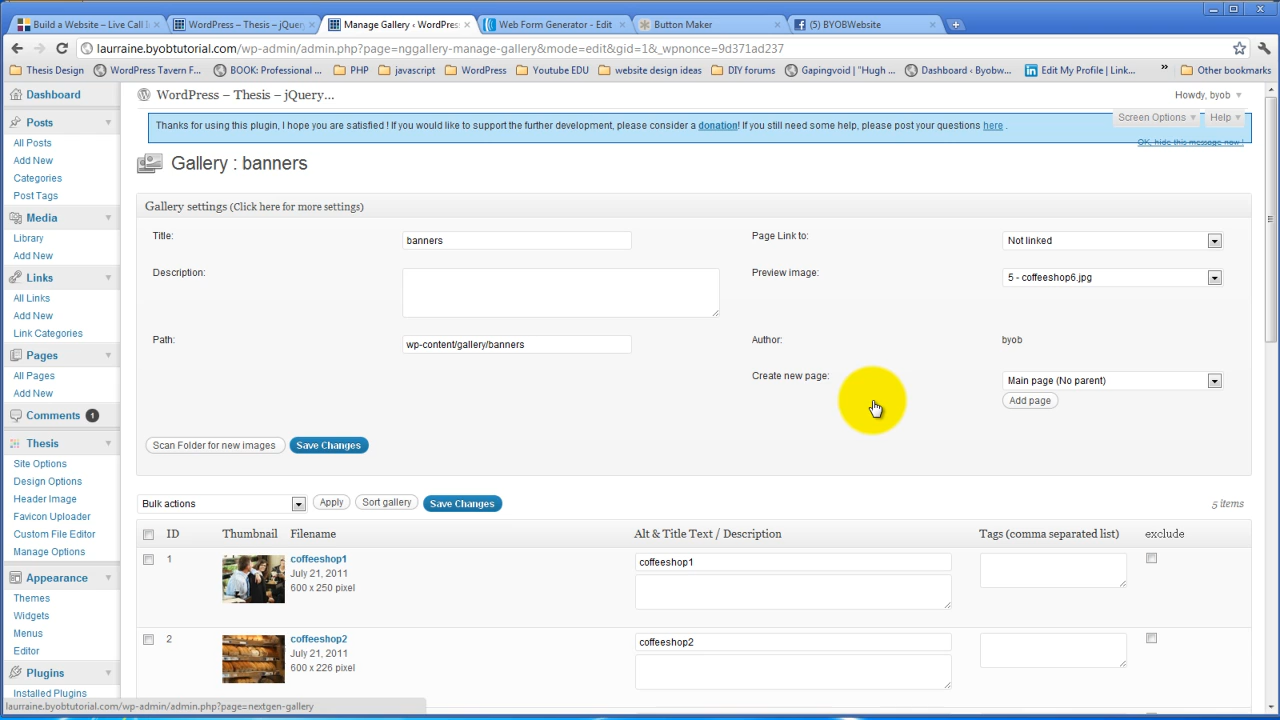 Build a Website – Live Call I
WordPress – Thesis – jQuery
Manage Gallery ‹ WordPress
Web Form Generator - Edit
Button Maker
(5) BYOBWebsite
laurraine.byobtutorial.com/wp-admin/admin.php?page=nggallery-manage-gallery&mode=edit&gid=1&_wpnonce=9d371ad237
Thesis Design
WordPress Tavern F...
BOOK: Professional ...
PHP
javascript
WordPress
Youtube EDU
website design ideas
DIY forums
Gapingvoid | "Hugh ...
Dashboard ‹ Byobw...
Edit My Profile | Link...
»
Other bookmarks
Dashboard
WordPress – Thesis – jQuery...
Howdy, byob
Posts
Thanks for using this plugin, I hope you are satisfied ! If you would like to support the further development, please consider a donation! If you still need some help, please post your questions here .
Screen Options
Help
OK, hide this message now !
All Posts
Add New
Categories
Post Tags
Gallery : banners
Media
Library
Add New
Gallery settings (Click here for more settings)
Title:
banners
Page Link to:
Not linked
Links
All Links
Add New
Link Categories
Description:
Preview image:
5 - coffeeshop6.jpg
Path:
wp-content/gallery/banners
Author:
byob
Pages
All Pages
Add New
Create new page:
Main page (No parent)
Add page
Comments 1
Thesis
Scan Folder for new images
Save Changes
Site Options
Design Options
Header Image
Favicon Uploader
Custom File Editor
Manage Options
Bulk actions
Apply
Sort gallery
Save Changes
5 items
ID
Thumbnail
Filename
Alt & Title Text / Description
Tags (comma separated list)
exclude
1
coffeeshop1
July 21, 2011
600 x 250 pixel
coffeeshop1
Appearance
Themes
Widgets
Menus
Editor
2
coffeeshop2
July 21, 2011
600 x 226 pixel
coffeeshop2
Plugins
Installed Plugins
laurraine.byobtutorial.com/wp-admin/admin.php?page=nextgen-gallery